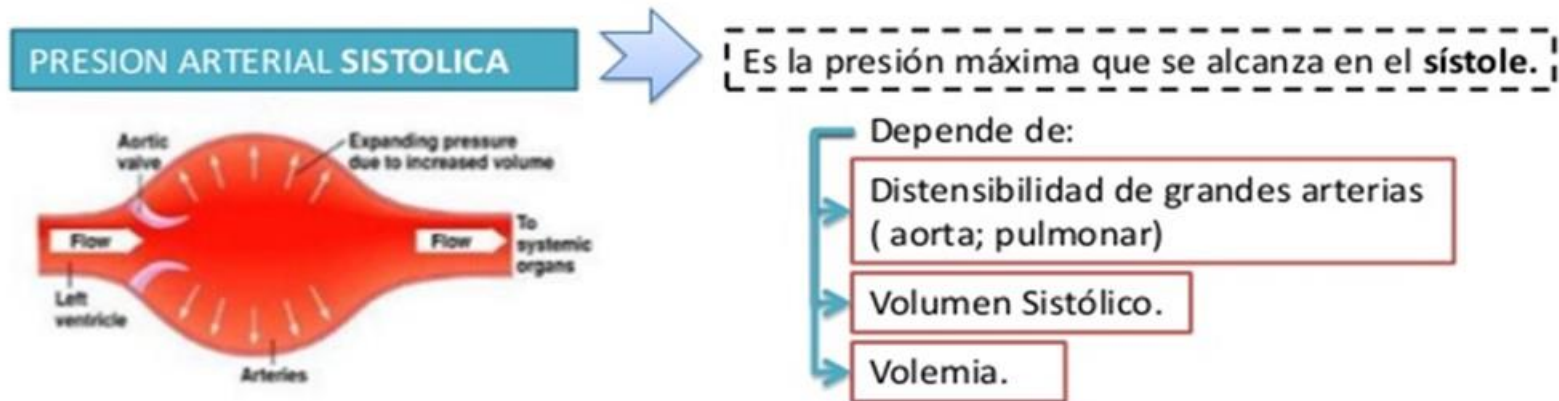 PRESION ARTERIAL SISTOLICA
Es la presión máxima que se alcanza en el sístole.
Aortic
valve
Expanding pressure
due to increased volume
Flow
Flow
To
systemic
organs
Left
ventricle
Arteries
Depende de:
Distensibilidad de grandes arterias
( aorta; pulmonar)
Volumen Sistólico.
Volemia.